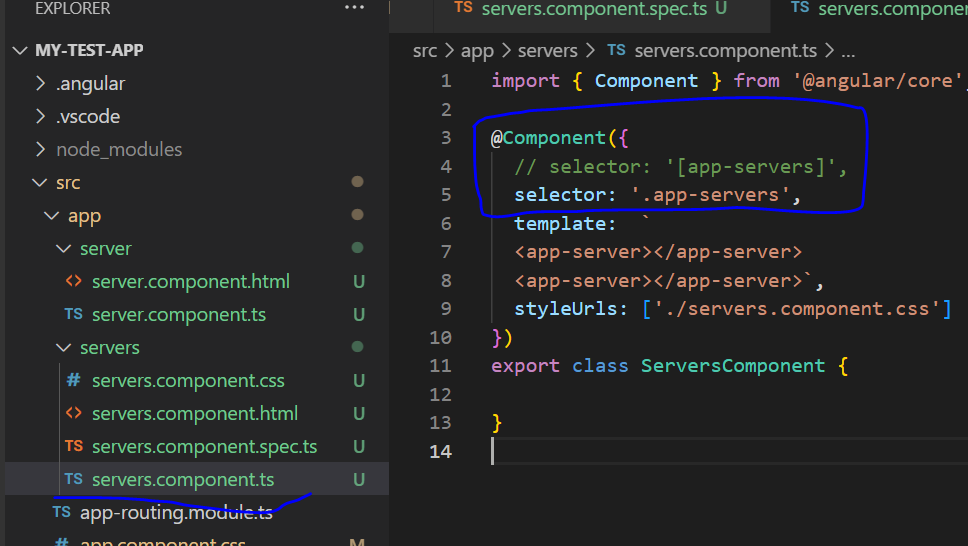 EXPLORER ...
MY-TEST-APP
.angular
.vscode
node_modules
src
app
server
server.component.html U
TS server.component.ts U
servers
# servers.component.css U
servers.component.html U
TS servers.component.spec.ts U
TS servers.component.ts U
TS app-routing.module.ts
# app.component.css M
TS servers.component.spec.ts U TS servers.componen
src > app > servers > TS servers.component.ts > ...
1 import { Component } from '@angular/core'
2
3 @Component({
4 // selector: '[app-servers]',
5 selector: '.app-servers',
6 template: `
7 <app-server></app-server>
8 <app-server></app-server>`,
9 styleUrls: ['./servers.component.css']
10 })
11 export class ServersComponent {
12
13 }
14